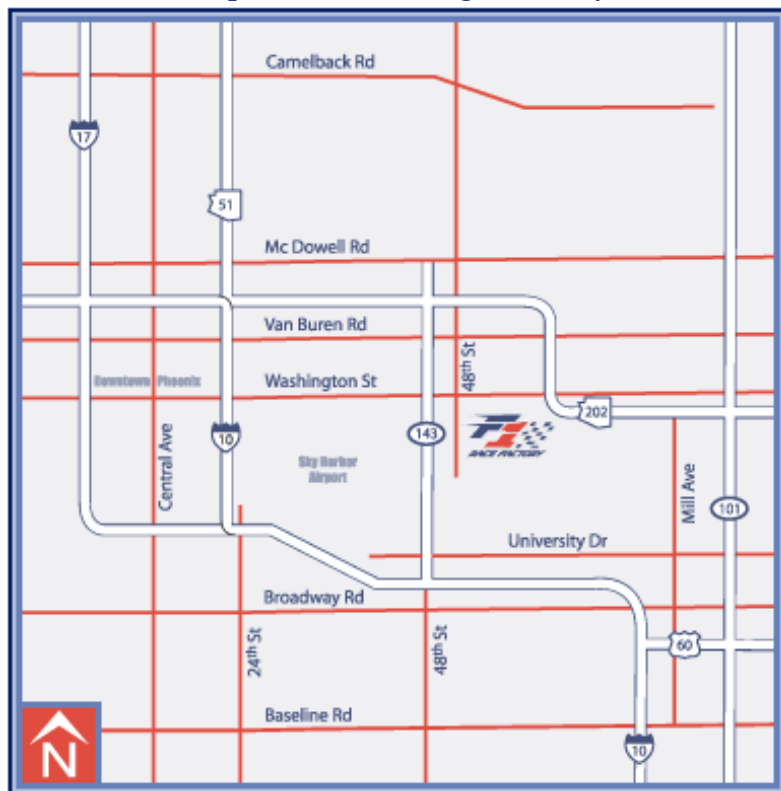 Camelback Rd
17
51
Mc Dowell Rd
Van Buren Rd
48th St
Downtown Phoenix
Washington St
202
F1
RACE FACTORY
143
10
Sky Harbor
Airport
Central Ave
Mill Ave
101
University Dr
Broadway Rd
24th St
48th St
60
Baseline Rd
10
N